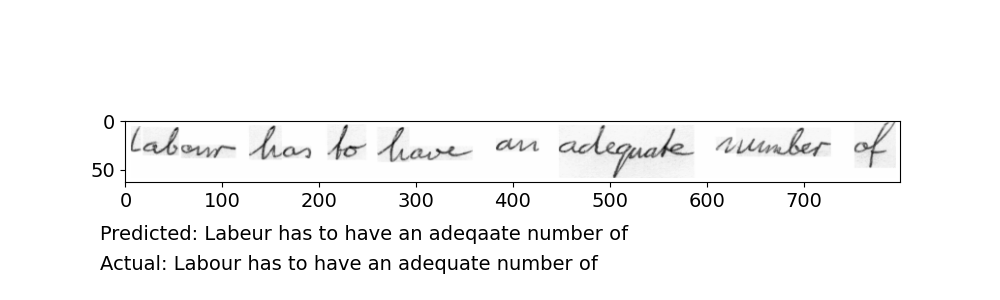 0
Labour has to have an adequate number of
50
0 100 200 300 400 500 600 700
Predicted: Labeur has to have an adeqaate number of
Actual: Labour has to have an adequate number of